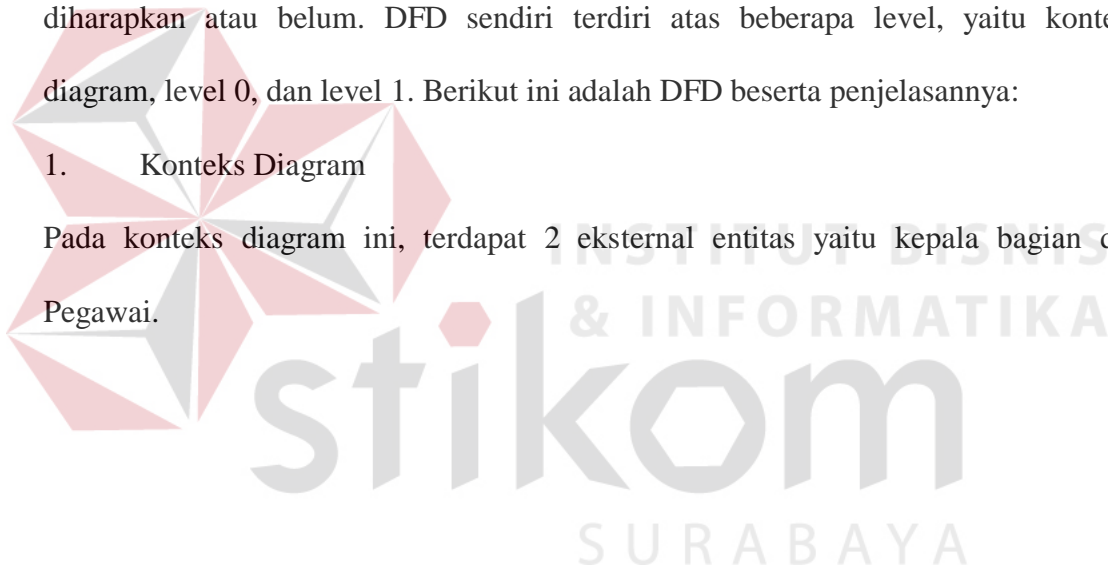 diharapkan atau belum. DFD sendiri terdiri atas beberapa level, yaitu konte
diagram, level 0, dan level 1. Berikut ini adalah DFD beserta penjelasannya:
1. Konteks Diagram
Pada konteks diagram ini, terdapat 2 eksternal entitas yaitu kepala bagian d
Pegawai.
INSTITUT BISNIS
& INFORMATIKA
stikom
SURABAYA